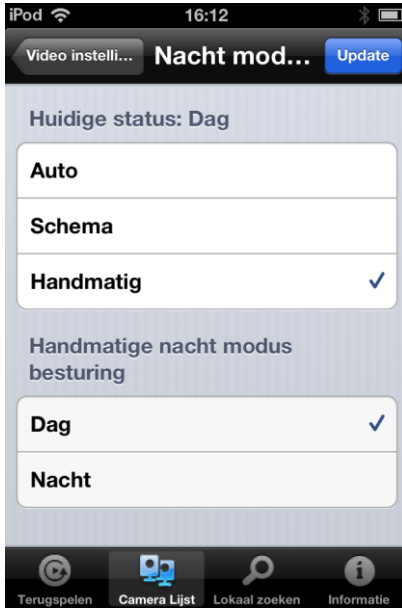 iPod 16:12
Video instelli... Nacht mod... Update
Huidige status: Dag
Auto
Schema
Handmatig
Handmatige nacht modus
besturing
Dag
Nacht
Terugspelen Camera Lijst Lokaal zoeken Informatie